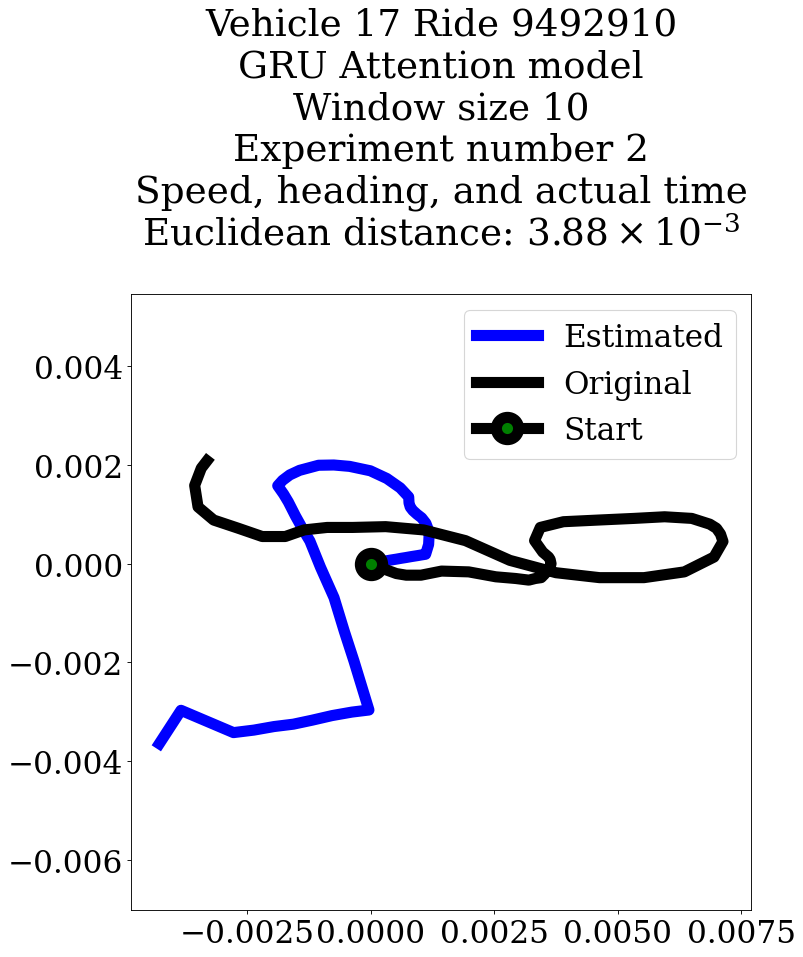 Vehicle 17 Ride 9492910
GRU Attention model
Window size 10
Experiment number 2
Speed, heading, and actual time
Euclidean distance: 3.88 × 10⁻³
Estimated
Original
Start
0.004
0.002
0.000
−0.002
−0.004
−0.006
−0.0025 0.0000 0.0025 0.0050 0.0075